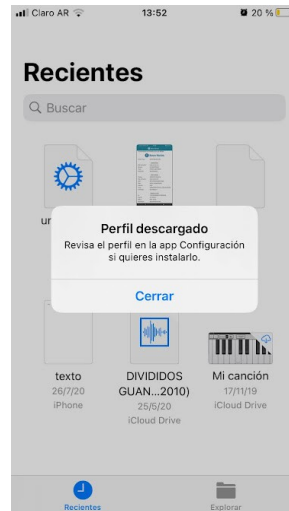 Claro AR
13:52
20 %
Recientes
Buscar
ur
Perfil descargado
Revisa el perfil en la app Configuración
si quieres instalarlo.
Cerrar
texto
26/7/20
iPhone
DIVIDIDOS
GUAN...2010)
25/5/20
iCloud Drive
Mi canción
17/11/19
iCloud Drive
Recientes
Explorar